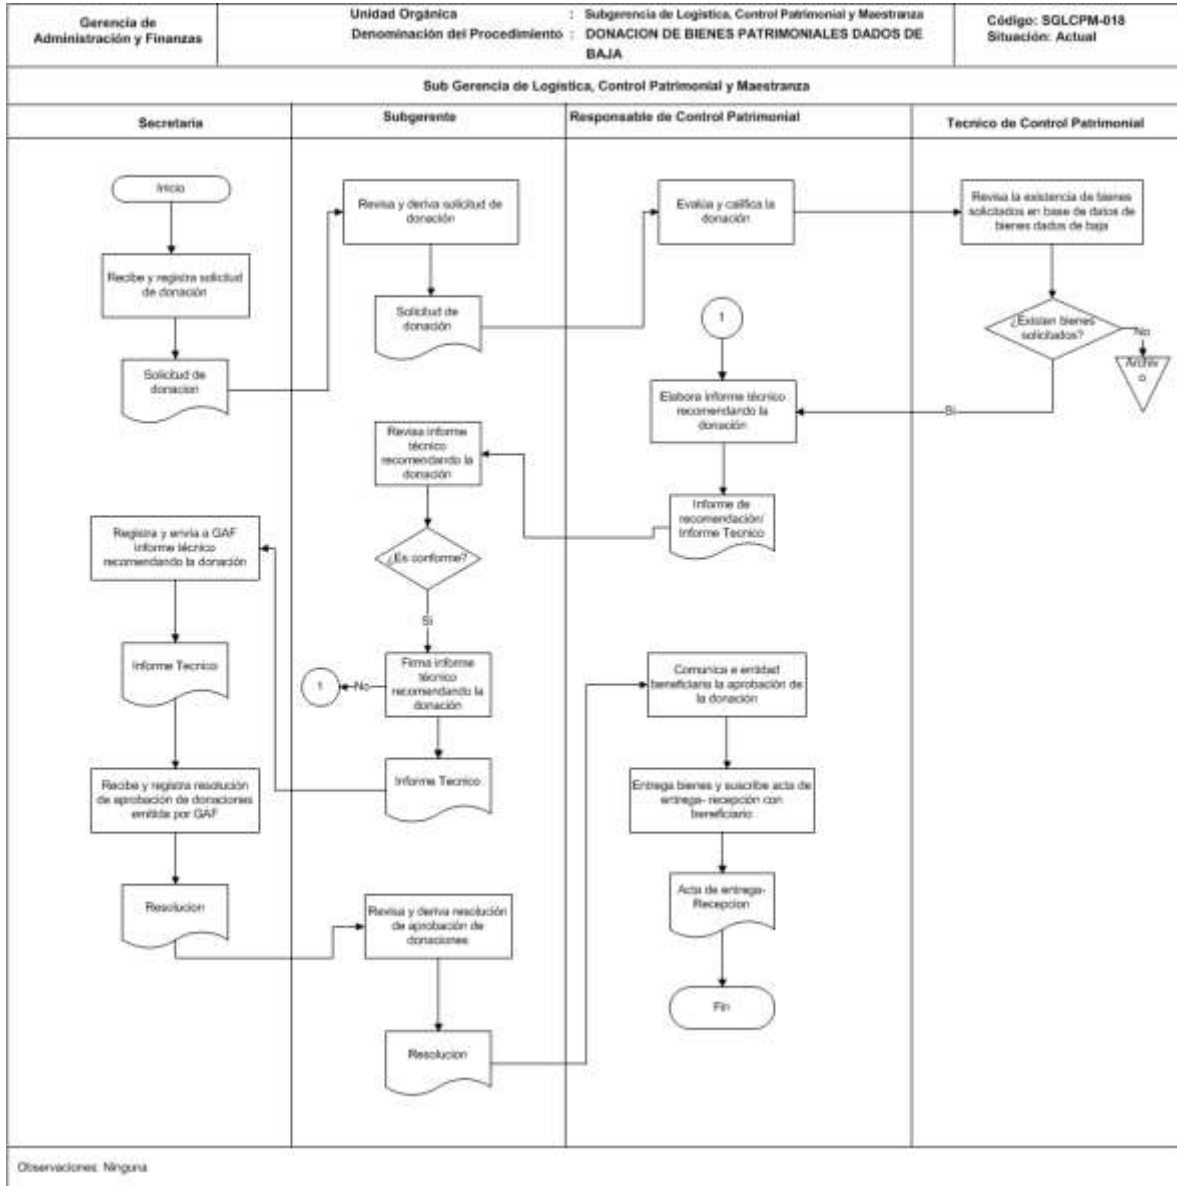 Gerencia de
Administración y Finanzas
Unidad Orgánica : Subgerencia de Logística, Control Patrimonial y Maestranza
Denominación del Procedimiento : DONACION DE BIENES PATRIMONIALES DADOS DE
BAJA
Código: SGLCPM-018
Situación: Actual
Sub Gerencia de Logística, Control Patrimonial y Maestranza
Secretaria
Subgerente
Responsable de Control Patrimonial
Tecnico de Control Patrimonial
Inicio
Recibe y registra solicitud
de donación
Solicitud de
donacion
Revisa y deriva solicitud de
donación
Solicitud de
donación
Evalúa y califica la
donación
Revisa la existencia de bienes
solicitados en base de datos de
bienes dados de baja
¿Existen bienes
solicitados?
No
Archiv
o
Si
1
Elabora informe técnico
recomendando la
donación
Informe de
recomendación/
Informe Tecnico
Revisa informe
técnico
recomendando la
donación
¿Es conforme?
Si
Firma informe
técnico
recomendando la
donación
No
1
Informe Tecnico
Registra y envía a GAF
informe técnico
recomendando la donación
Informe Tecnico
Recibe y registra resolución
de aprobación de donaciones
emitida por GAF
Resolucion
Revisa y deriva resolución
de aprobación de
donaciones
Resolucion
Comunica e entidad
beneficiaria la aprobación de
la donación
Entrega bienes y suscribe acta de
entrega- recepción con
beneficiario
Acta de entrega-
Recepcion
Fin
Observaciones: Ninguna